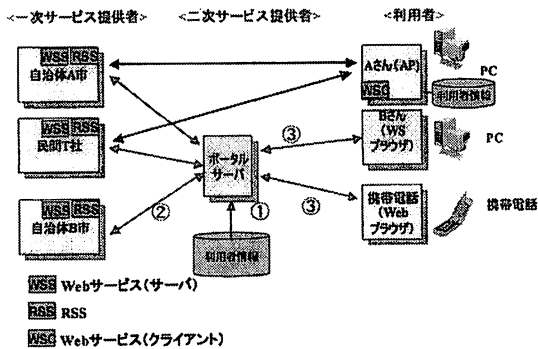 <一次サービス提供者>
<二次サービス提供者>
<利用者>
WSS RSS
自治体A市
Aさん(AP)
WSC
利用者情報
PC
WSS RSS
民間T社
ポータル
サーバ
③
Bさん(WS
ブラウザ)
PC
WSS RSS
自治体B市
②
①
③
携帯電話
(Web
ブラウザ)
携帯電話
利用者情報
WSS Webサービス(サーバ)
RSS RSS
WSC Webサービス(クライアント)